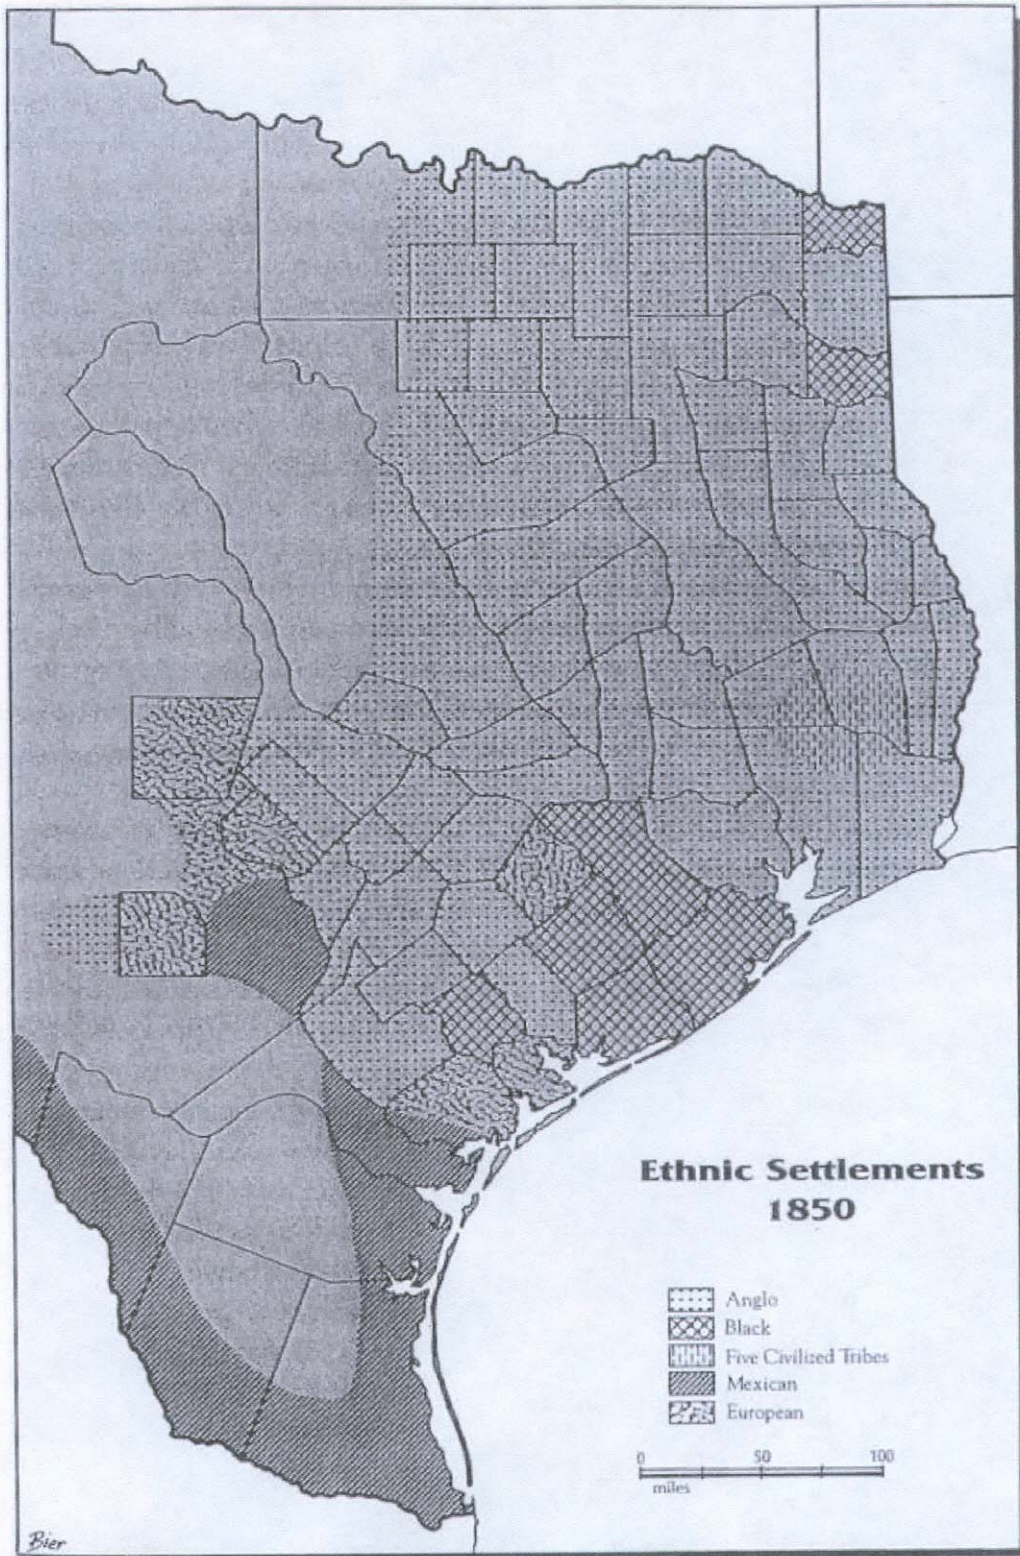 Ethnic Settlements
1850
Anglo
Black
Five Civilized Tribes
Mexican
European
0 50 100
miles
Bier